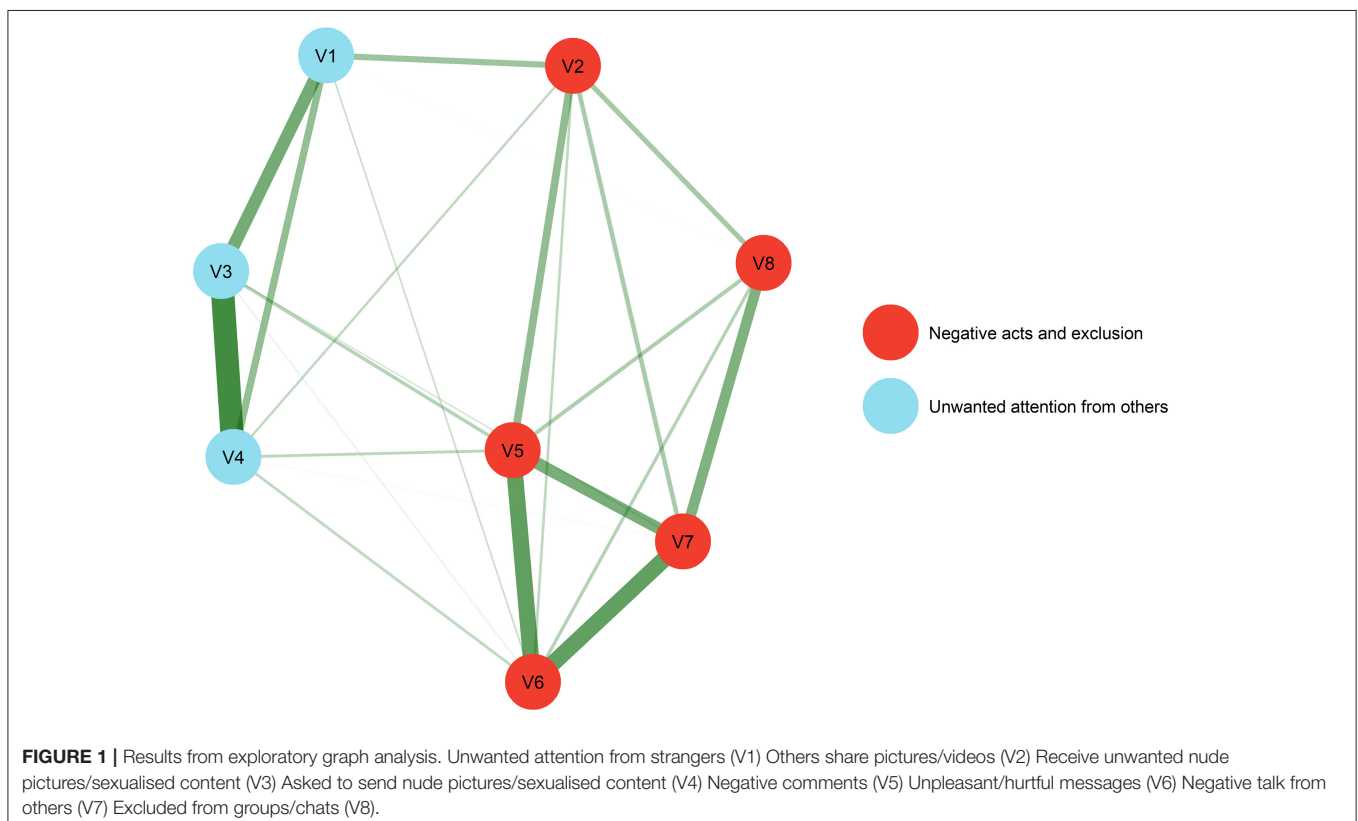 V1
V2
V8
V3
Negative acts and exclusion
Unwanted attention from others
V5
V4
V7
V6
FIGURE 1 | Results from exploratory graph analysis. Unwanted attention from strangers (V1) Others share pictures/videos (V2) Receive unwanted nude
pictures/sexualised content (V3) Asked to send nude pictures/sexualised content (V4) Negative comments (V5) Unpleasant/hurtful messages (V6) Negative talk from
others (V7) Excluded from groups/chats (V8).